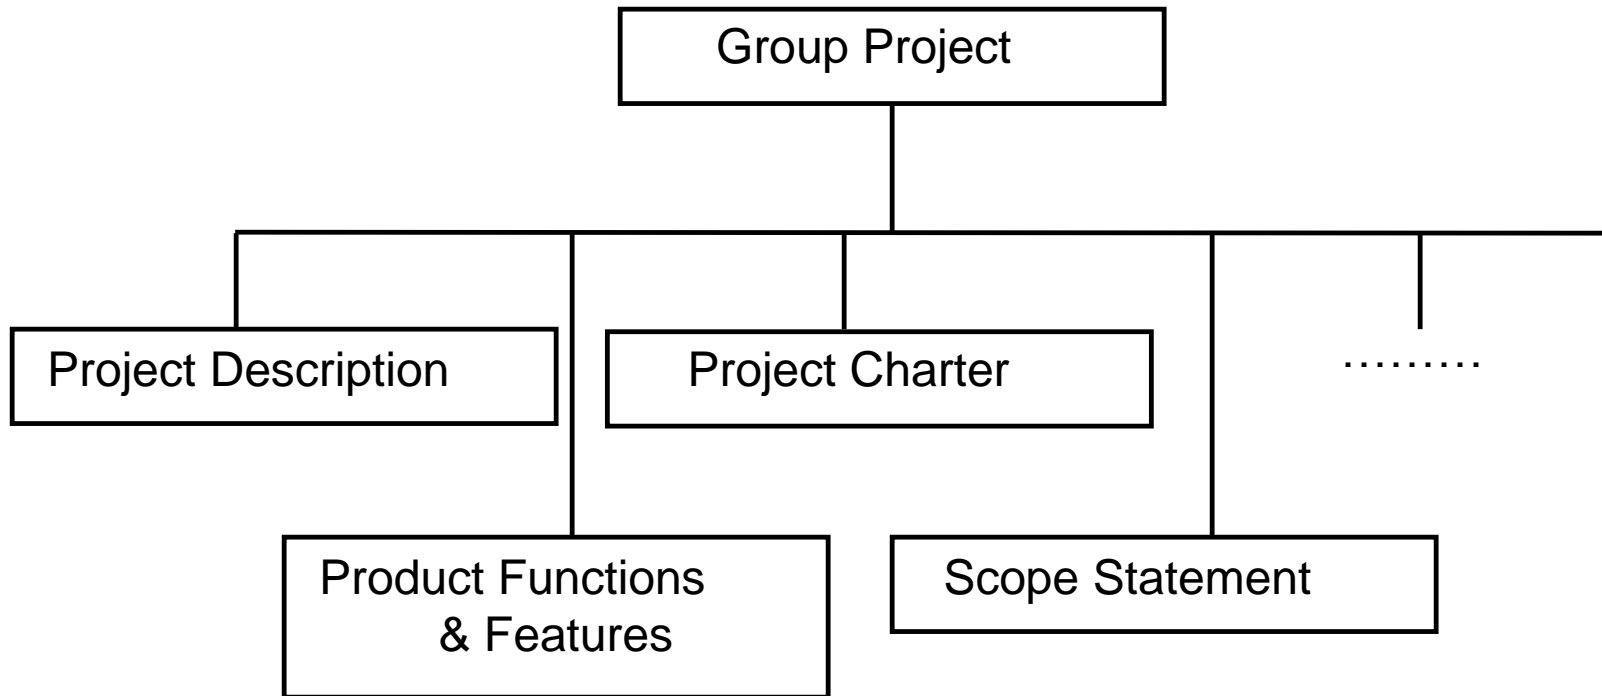 Group Project
Project Description
Project Charter
………
Product Functions
& Features
Scope Statement